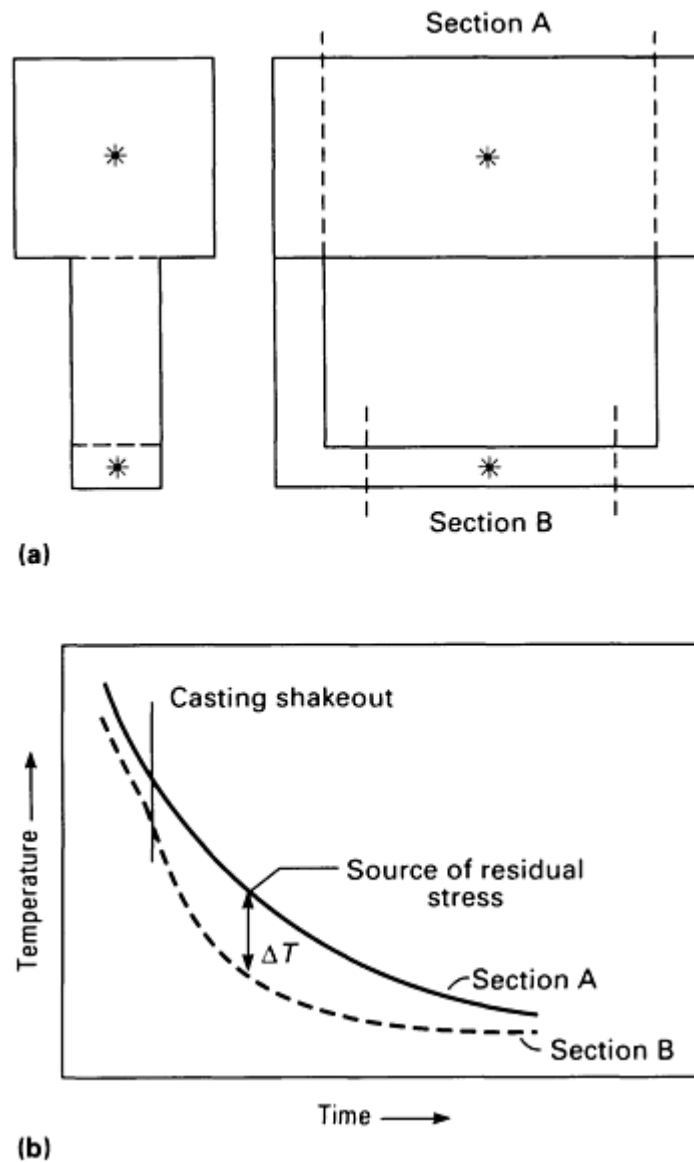 Section A
Section B
(a)
Casting shakeout
Source of residual
stress
ΔT
Section A
Section B
Temperature
Time
(b)